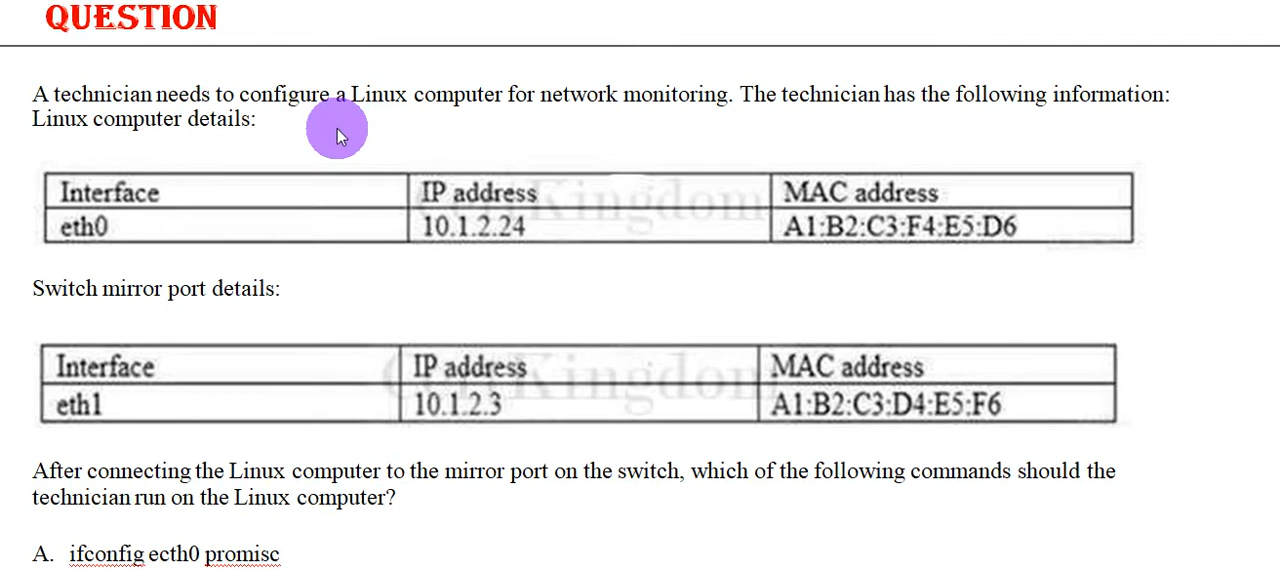 QUESTION
A technician needs to configure a Linux computer for network monitoring. The technician has the following information:
Linux computer details:
Interface IP address MAC address
eth0 10.1.2.24 A1:B2:C3:F4:E5:D6
Switch mirror port details:
Interface IP address MAC address
eth1 10.1.2.3 A1:B2:C3:D4:E5:F6
After connecting the Linux computer to the mirror port on the switch, which of the following commands should the
technician run on the Linux computer?
A. ifconfig ecth0 promisc